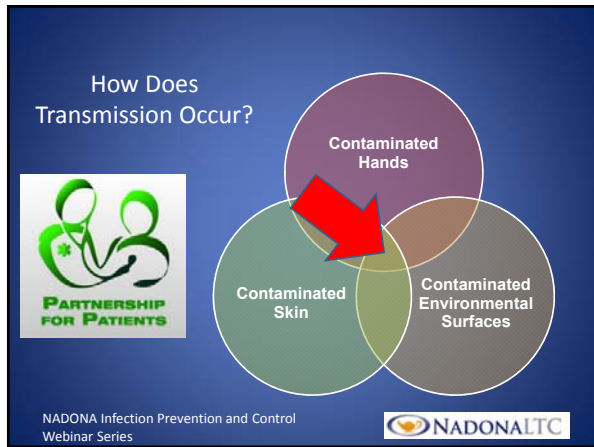 How Does
Transmission Occur?
Contaminated
Hands
Contaminated
Skin
Contaminated
Environmental
Surfaces
PARTNERSHIP
FOR PATIENTS
NADONA Infection Prevention and Control
Webinar Series
NADONALTC